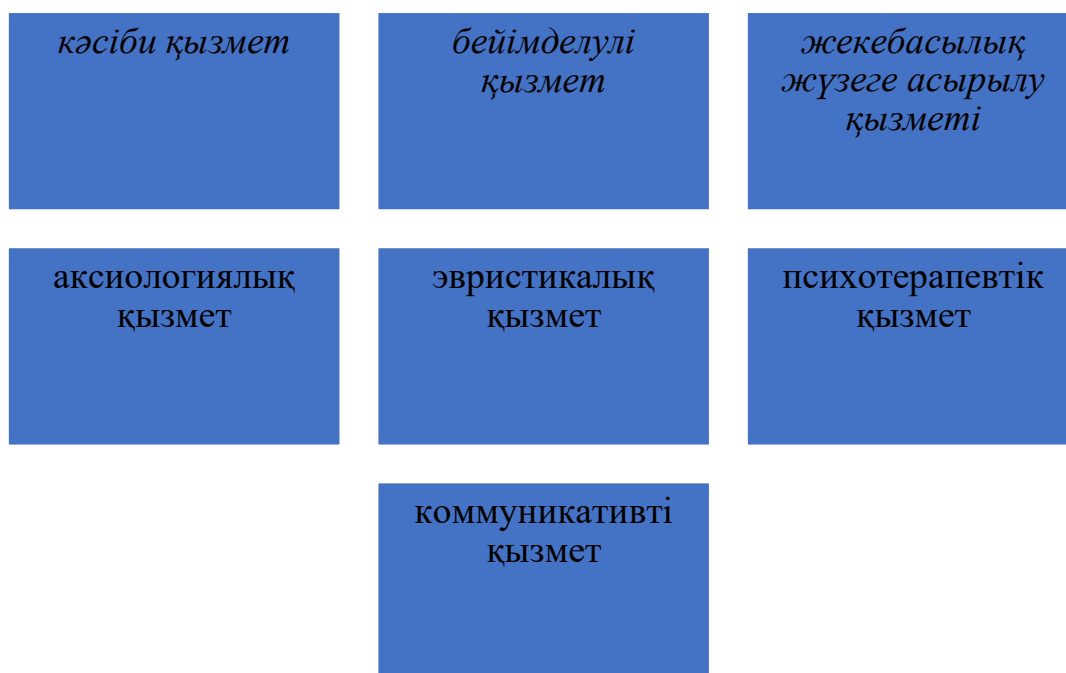 кәсіби қызмет
бейімделулі
қызмет
жекебасылық
жүзеге асырылу
қызметі
аксиологиялық
қызмет
эвристикалық
қызмет
психотерапевтік
қызмет
коммуникативті
қызмет